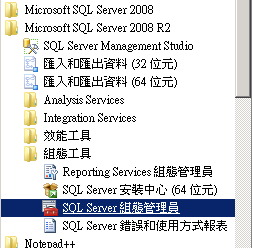 Microsoft SQL Server 2008
Microsoft SQL Server 2008 R2
SQL Server Management Studio
匯入和匯出資料 (32 位元)
匯入和匯出資料 (64 位元)
Analysis Services
Integration Services
效能工具
組態工具
Reporting Services 組態管理員
SQL Server 安裝中心 (64 位元)
SQL Server 組態管理員
SQL Server 錯誤和使用方式報表
Notepad++